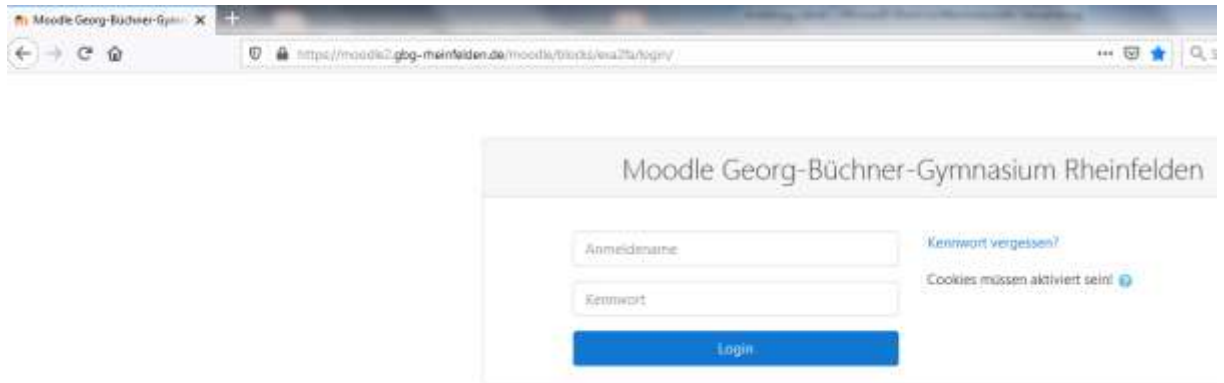 Moodle Georg-Büchner-Gymn
https://moodle2.gbg-rheinfelden.de/moodle/blocks/exa2fa/login/
Moodle Georg-Büchner-Gymnasium Rheinfelden
Anmeldename
Kennwort vergessen?
Cookies müssen aktiviert sein!
Kennwort
Login